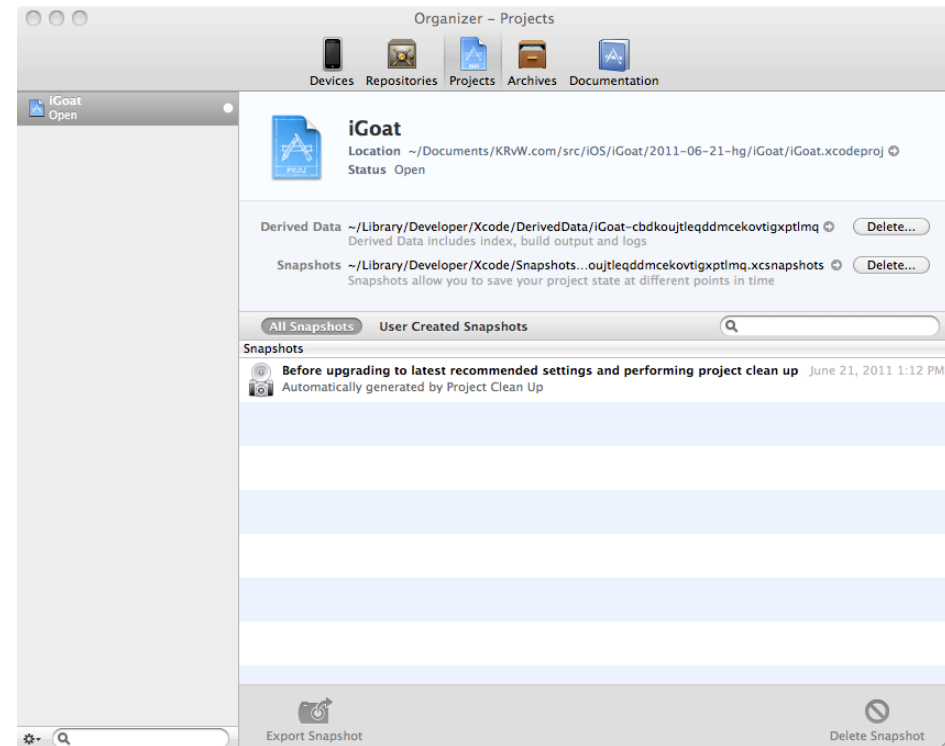 Organizer – Projects
Devices Repositories Projects Archives Documentation
iGoat
Open
iGoat
Location ~/Documents/KRvW.com/src/iOS/iGoat/2011-06-21-hg/iGoat/iGoat.xcodeproj
Status Open
PROJ
Derived Data ~/Library/Developer/Xcode/DerivedData/iGoat-cbdkoujtleqddmcekovtigxptlmq Delete...
Derived Data includes index, build output and logs
Snapshots ~/Library/Developer/Xcode/Snapshots...oujtleqddmcekovtigxptlmq.xcsnapshots Delete...
Snapshots allow you to save your project state at different points in time
All Snapshots User Created Snapshots
Snapshots
Before upgrading to latest recommended settings and performing project clean up June 21, 2011 1:12 PM
Automatically generated by Project Clean Up
Export Snapshot Delete Snapshot